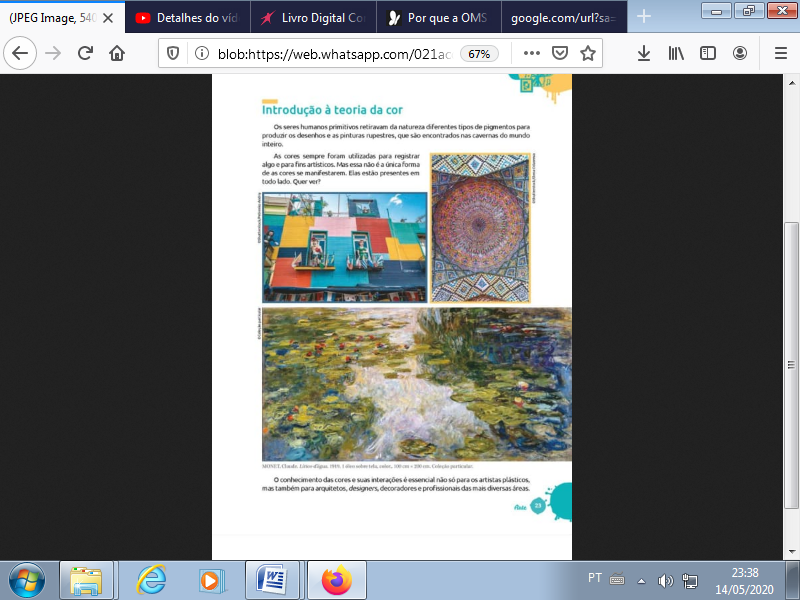 (JPEG Image, 540
Detalhes do víd
Livro Digital Co
Por que a OMS
google.com/url?sa=
blob:https://web.whatsapp.com/021ac
67%
Introdução à teoria da cor
Os seres humanos primitivos retiravam da natureza diferentes tipos de pigmentos para
produzir os desenhos e as pinturas rupestres, que são encontrados nas cavernas do mundo
inteiro.
As cores sempre foram utilizadas para registrar
algo e para fins artísticos. Mas essa não é a única forma
de as cores se manifestarem. Elas estão presentes em
todo lado. Quer ver?
MONET, Claude. Lírios-d'água. 1919. 1 óleo sobre tela, color., 100 cm × 200 cm. Coleção particular.
O conhecimento das cores e suas interações é essencial não só para os artistas plásticos,
mas também para arquitetos, designers, decoradores e profissionais das mais diversas áreas.
Arte
23
PT
23:38
14/05/2020